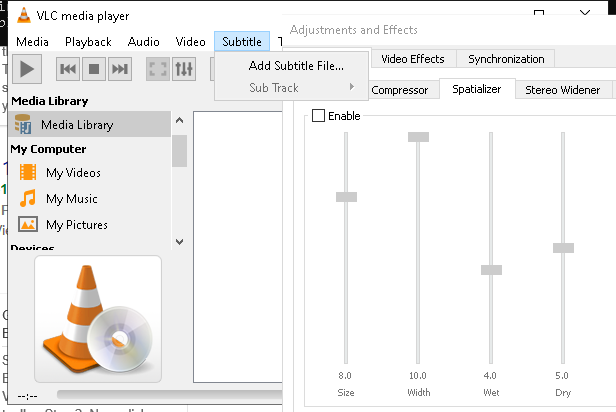 VLC media player
Adjustments and Effects
Media Playback Audio Video Subtitle
Video Effects Synchronization
Add Subtitle File...
Sub Track
Compressor Spatializer Stereo Widener
Media Library
Enable
Media Library
My Computer
My Videos
My Music
My Pictures
Devices
8.0 10.0 4.0 5.0
Size Width Wet Dry
--:--